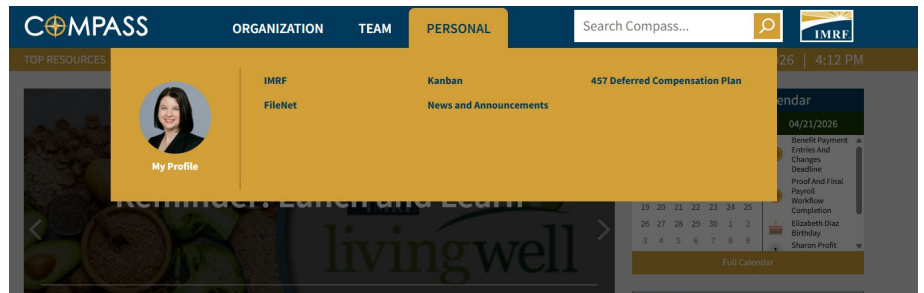 COMPASS
ORGANIZATION
TEAM
PERSONAL
Search Compass...
IMRF
TOP RESOURCES
26 | 4:12 PM
IMRF
FileNet
Kanban
News and Announcements
457 Deferred Compensation Plan
My Profile
Reminder: Lunch and Learn
livingwell
endar
04/21/2026
Benefit Payment
Entries And
Changes
Deadline
Proof And Final
Payroll
Workflow
Completion
Elizabeth Diaz
Birthday
Sharon Profit
19 20 21 22 23 24 25
26 27 28 29 30 1 2
3 4 5 6 7 8 9
Full Calendar